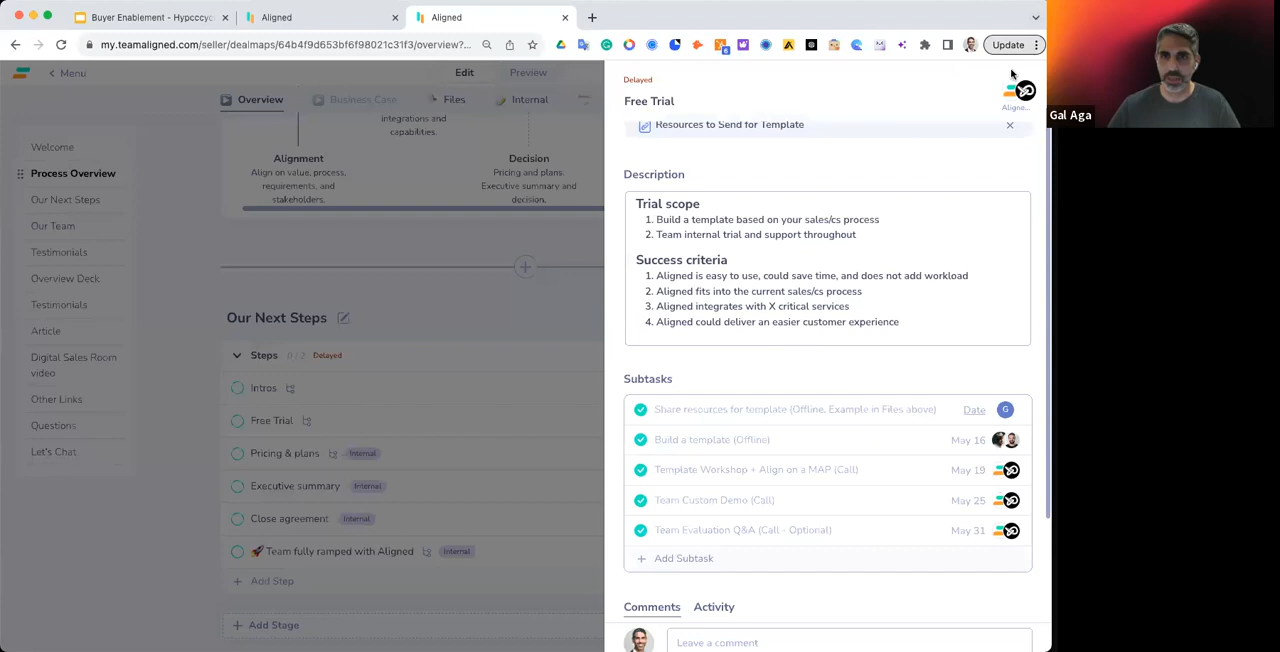 Buyer Enablement - Hypcccyc
Aligned
Aligned
my.teamaligned.com/seller/dealmaps/64b4f9d653bf6f98021c31f3/overview?...
Update
Menu
Edit
Preview
Overview
Business Case
Files
Internal
Welcome
Process Overview
Our Next Steps
Our Team
Testimonials
Overview Deck
Testimonials
Article
Digital Sales Room
video
Other Links
Questions
Let's Chat
integrations and
capabilities.
Alignment
Align on value, process,
requirements, and
stakeholders.
Decision
Pricing and plans.
Executive summary and
decision.
Our Next Steps
Steps 0 / 2 Delayed
Intros
Free Trial
Pricing & plans Internal
Executive summary Internal
Close agreement Internal
🚀 Team fully ramped with Aligned Internal
+ Add Step
+ Add Stage
Delayed
Free Trial
Aligne...
Resources to Send for Template
Description
Trial scope
1. Build a template based on your sales/cs process
2. Team internal trial and support throughout
Success criteria
1. Aligned is easy to use, could save time, and does not add workload
2. Aligned fits into the current sales/cs process
3. Aligned integrates with X critical services
4. Aligned could deliver an easier customer experience
Subtasks
Share resources for template (Offline, Example in Files above) Date G
Build a template (Offline) May 16
Template Workshop + Align on a MAP (Call) May 19
Team Custom Demo (Call) May 25
Team Evaluation Q&A (Call - Optional) May 31
+ Add Subtask
Comments Activity
Leave a comment
Gal Aga